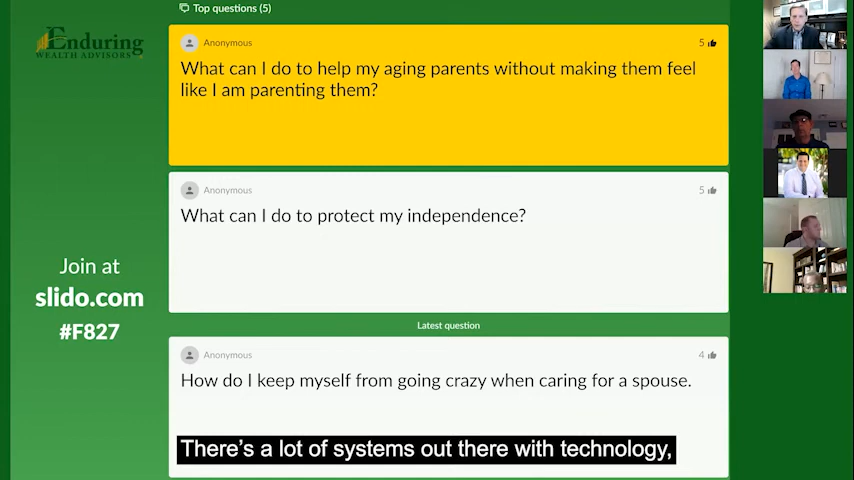 Top questions (5)
Enduring
WEALTH ADVISORS
Anonymous
5
What can I do to help my aging parents without making them feel
like I am parenting them?
Anonymous
5
What can I do to protect my independence?
Join at
slido.com
#F827
Latest question
Anonymous
4
How do I keep myself from going crazy when caring for a spouse.
There's a lot of systems out there with technology,